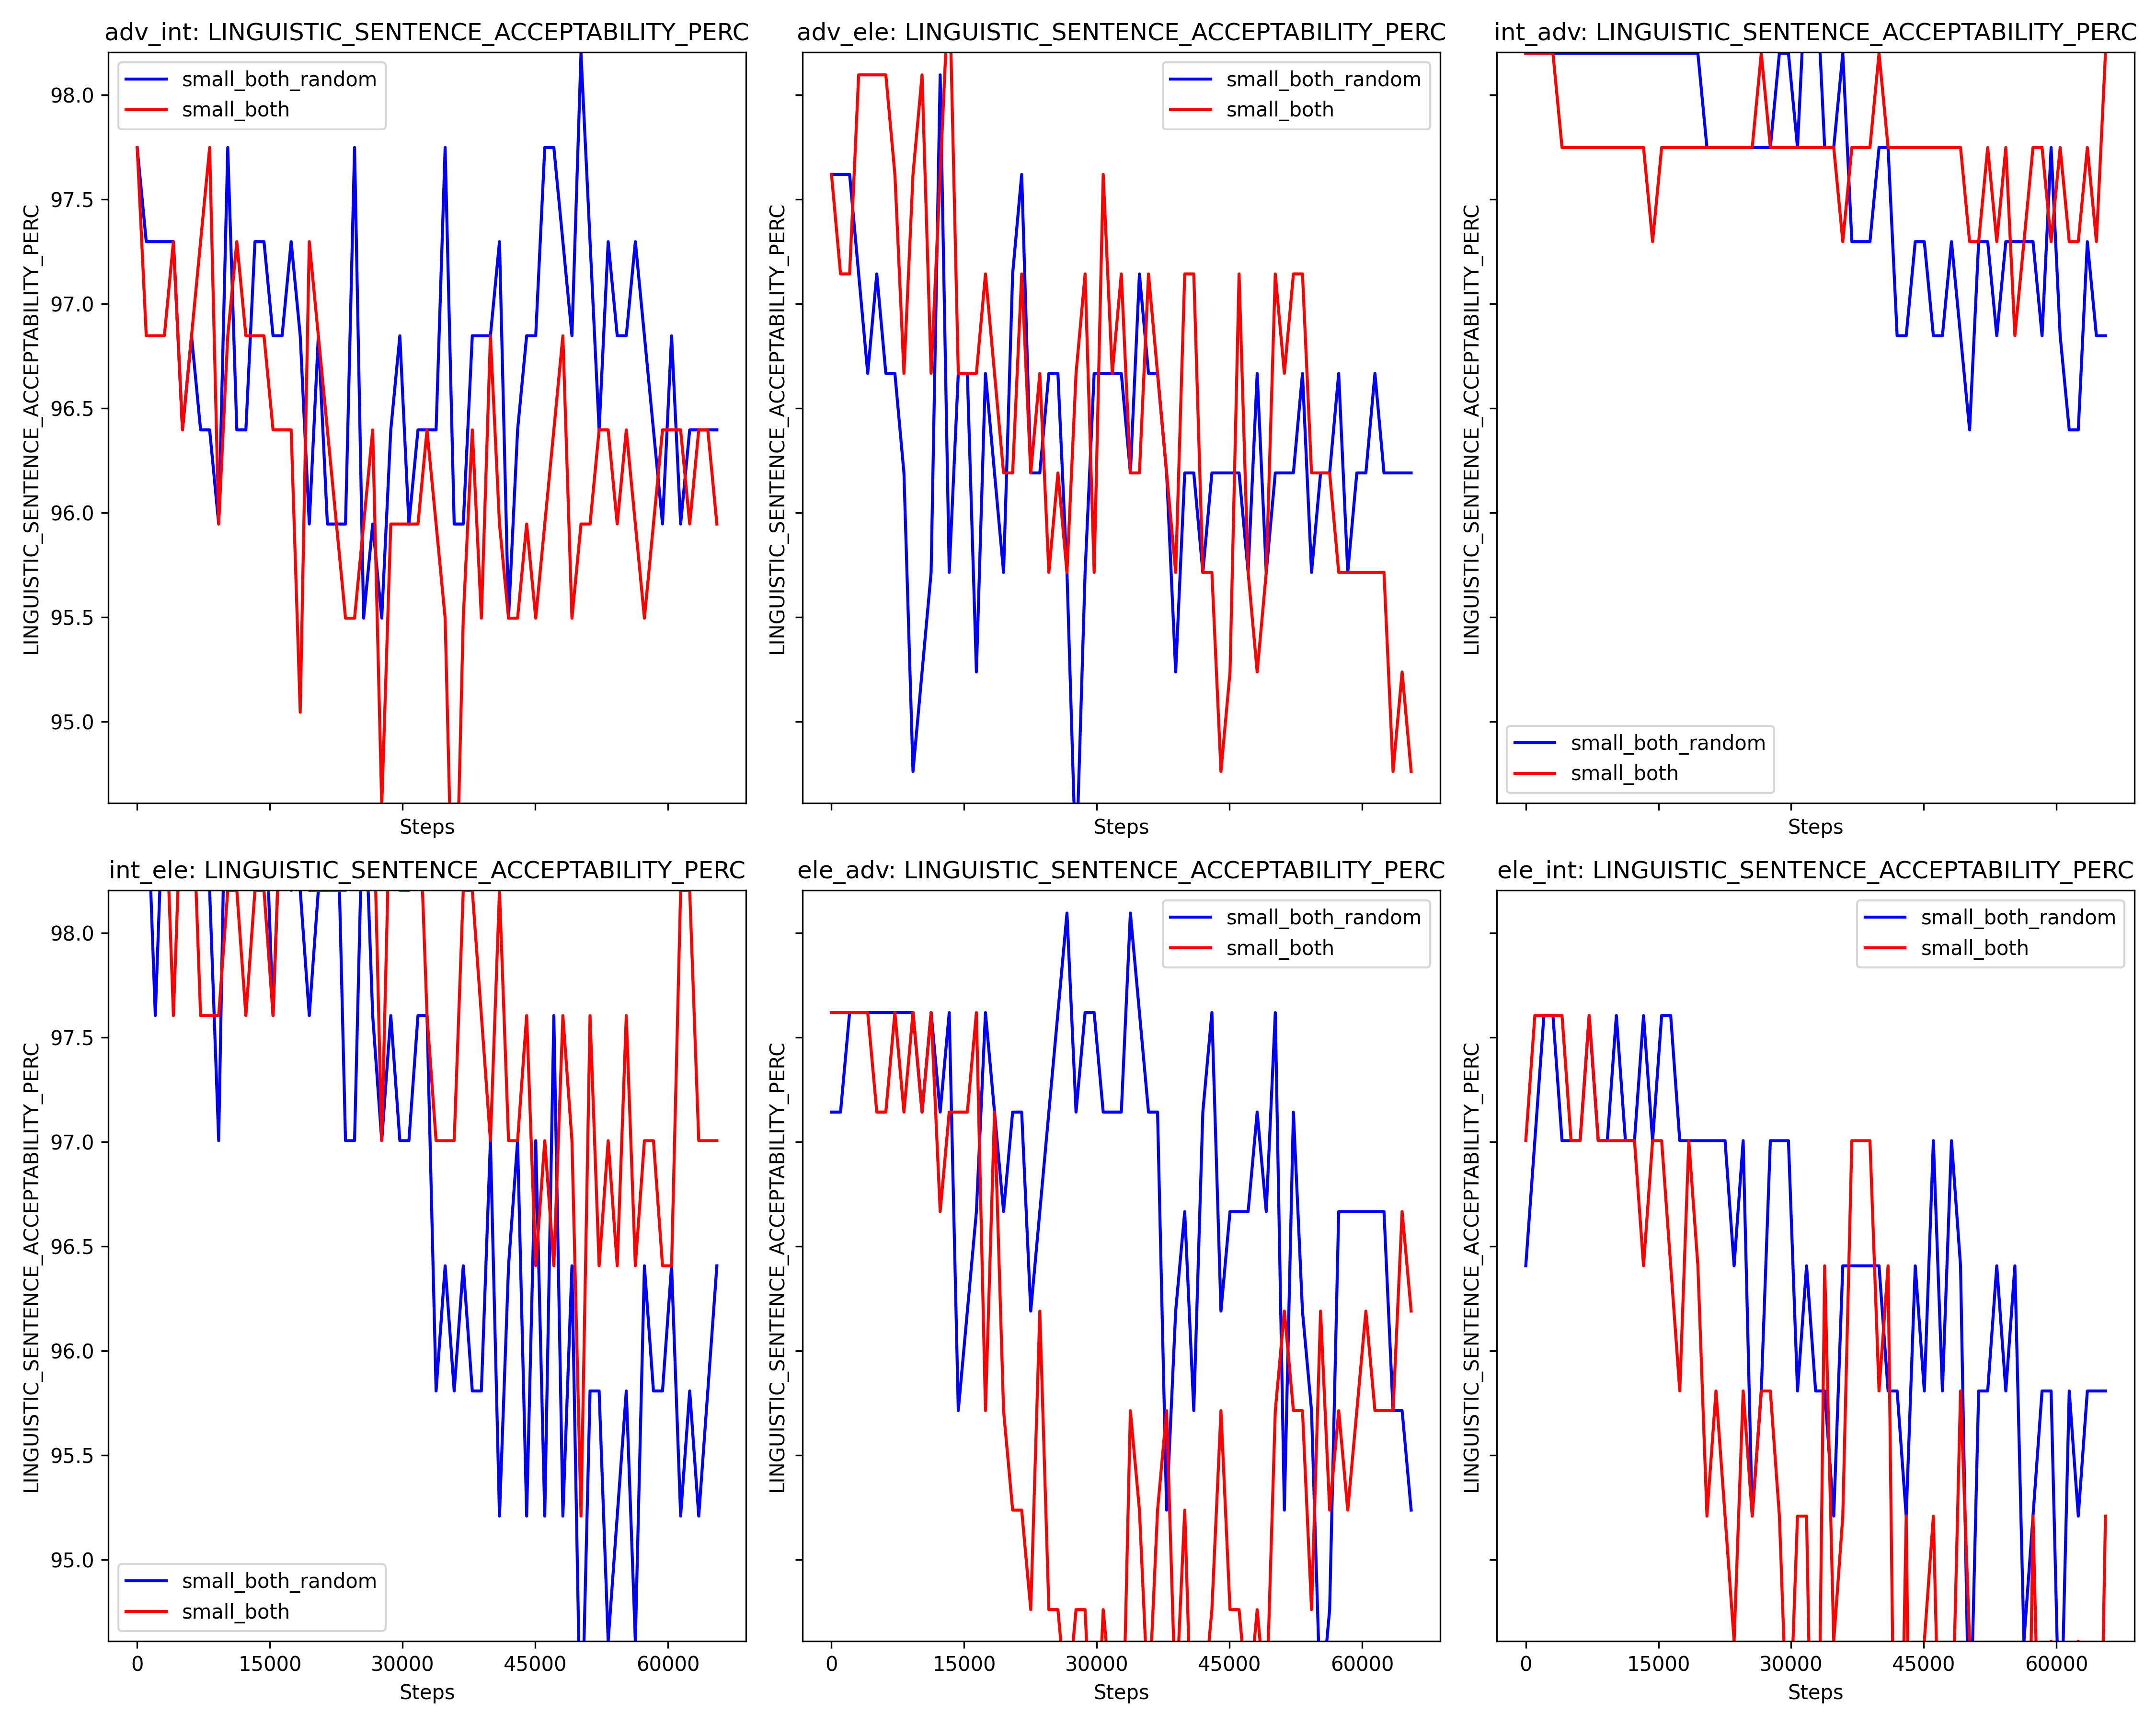 adv_int: LINGUISTIC_SENTENCE_ACCEPTABILITY_PERC
adv_ele: LINGUISTIC_SENTENCE_ACCEPTABILITY_PERC
int_adv: LINGUISTIC_SENTENCE_ACCEPTABILITY_PERC
LINGUISTIC_SENTENCE_ACCEPTABILITY_PERC
98.0
97.5
97.0
96.5
96.0
95.5
95.0
small_both_random
small_both
Steps
LINGUISTIC_SENTENCE_ACCEPTABILITY_PERC
small_both_random
small_both
Steps
LINGUISTIC_SENTENCE_ACCEPTABILITY_PERC
small_both_random
small_both
Steps
int_ele: LINGUISTIC_SENTENCE_ACCEPTABILITY_PERC
ele_adv: LINGUISTIC_SENTENCE_ACCEPTABILITY_PERC
ele_int: LINGUISTIC_SENTENCE_ACCEPTABILITY_PERC
LINGUISTIC_SENTENCE_ACCEPTABILITY_PERC
98.0
97.5
97.0
96.5
96.0
95.5
95.0
small_both_random
small_both
0 15000 30000 45000 60000
Steps
LINGUISTIC_SENTENCE_ACCEPTABILITY_PERC
small_both_random
small_both
0 15000 30000 45000 60000
Steps
LINGUISTIC_SENTENCE_ACCEPTABILITY_PERC
small_both_random
small_both
0 15000 30000 45000 60000
Steps